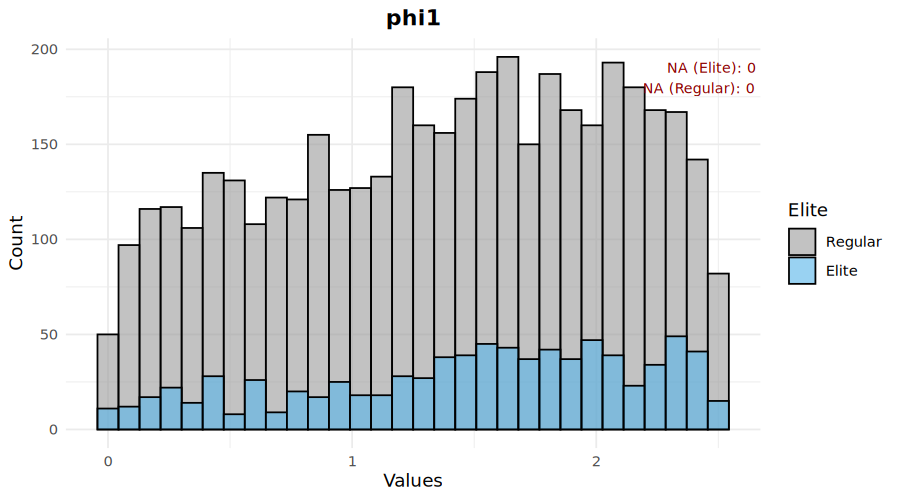 phi1
200
150
100
50
0
Count
0 1 2
Values
NA (Elite): 0
NA (Regular): 0
Elite
Regular
Elite